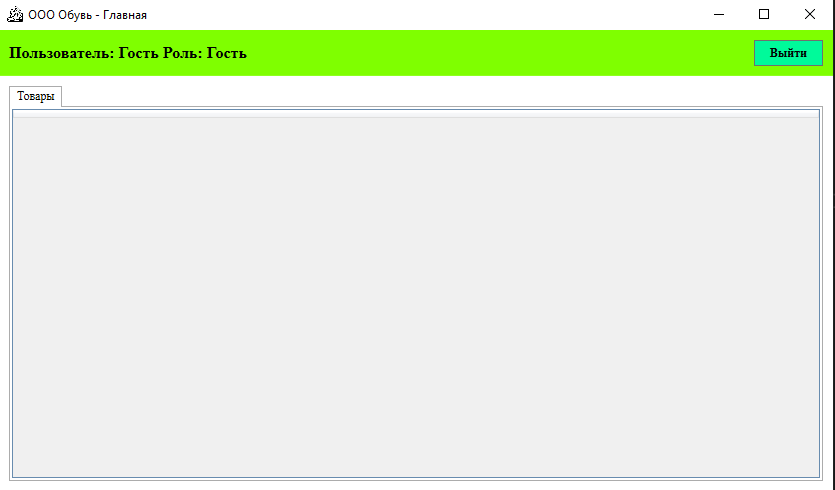 ООО Обувь - Главная
Пользователь: Гость Роль: Гость
Выйти
Товары